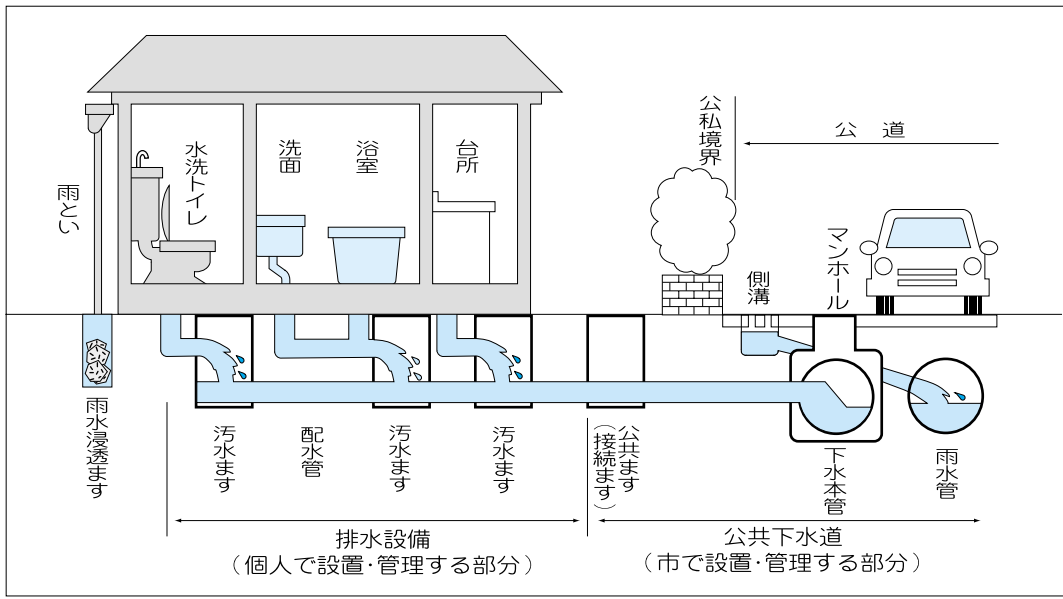 雨とい
水洗トイレ
洗面
浴室
台所
公私境界
公　道
側溝
マンホール
雨水浸透ます
汚水ます
配水管
汚水ます
汚水ます
公共ます
（接続ます）
下水本管
雨水管
排水設備
（個人で設置・管理する部分）
公共下水道
（市で設置・管理する部分）